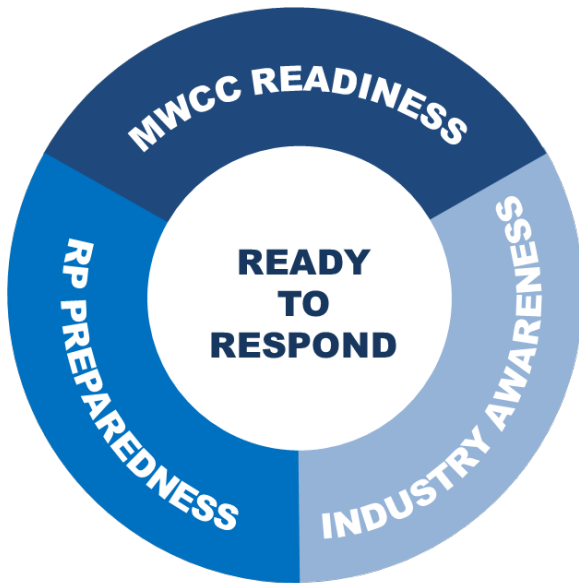 MWCC READINESS
RP PREPAREDNESS
INDUSTRY AWARENESS
READY
TO
RESPOND